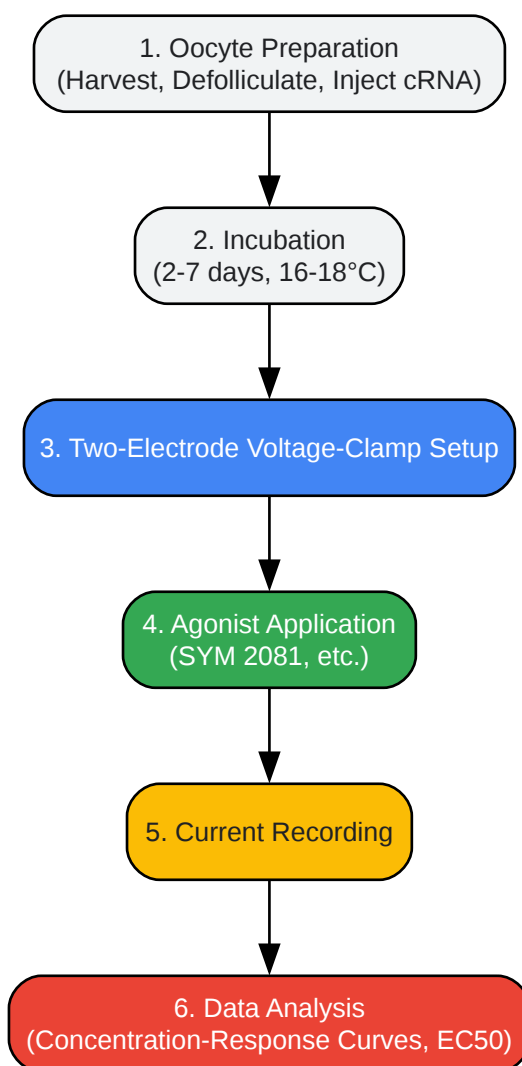 1. Oocyte Preparation
(Harvest, Defolliculate, Inject cRNA)
2. Incubation
(2-7 days, 16-18°C)
3. Two-Electrode Voltage-Clamp Setup
4. Agonist Application
(SYM 2081, etc.)
5. Current Recording
6. Data Analysis
(Concentration-Response Curves, EC50)